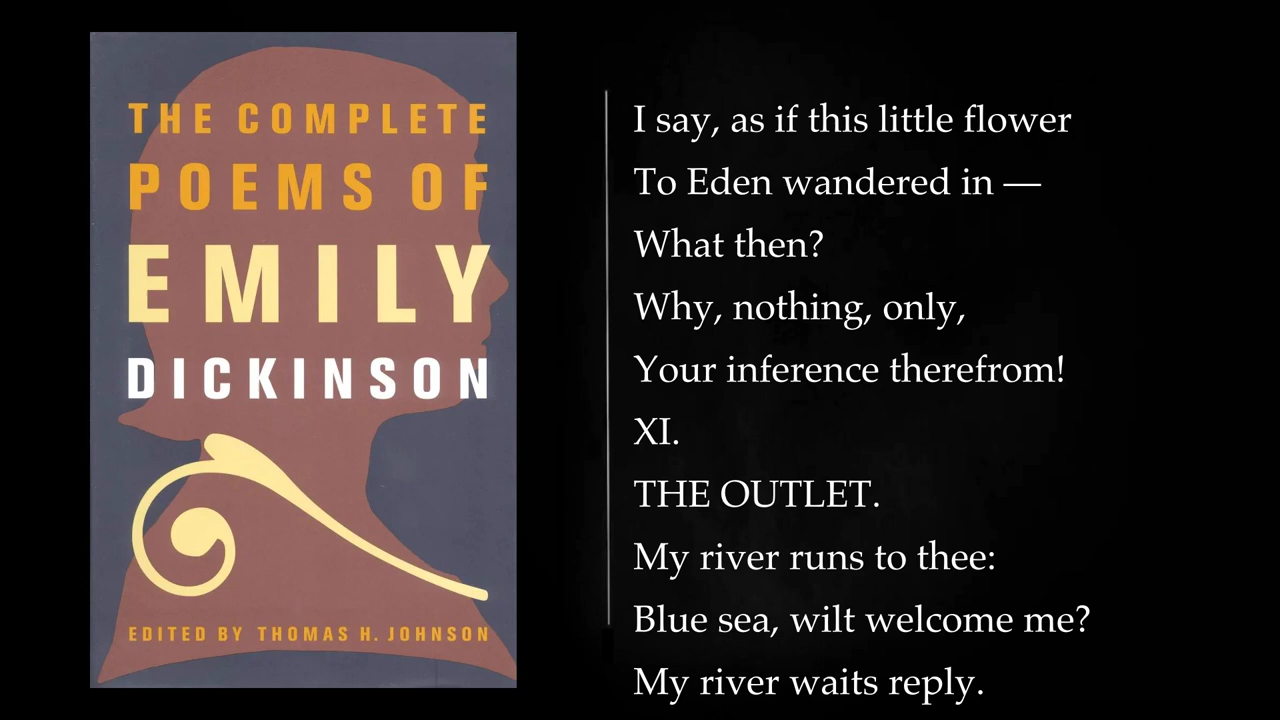 THE COMPLETE
POEMS OF
EMILY
DICKINSON
EDITED BY THOMAS H. JOHNSON
I say, as if this little flower
To Eden wandered in —
What then?
Why, nothing, only,
Your inference therefrom!
XI.
THE OUTLET.
My river runs to thee:
Blue sea, wilt welcome me?
My river waits reply.